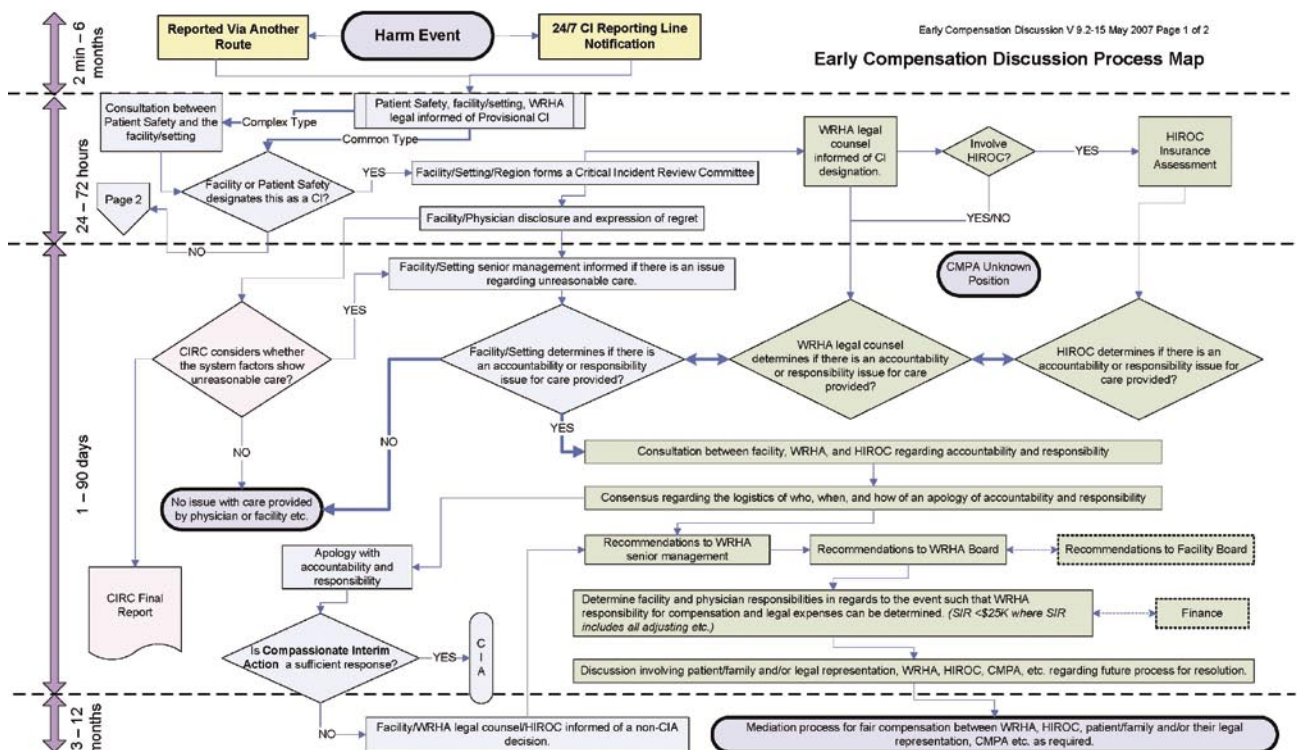 Early Compensation Discussion V 9.2-15 May 2007 Page 1 of 2
Early Compensation Discussion Process Map
2 min – 6
months
Reported Via Another
Route
Harm Event
24/7 CI Reporting Line
Notification
24 – 72 hours
Consultation between
Patient Safety and the
facility/setting
Complex Type
Patient Safety, facility/setting, WRHA
legal informed of Provisional CI
Common Type
Facility or Patient Safety
designates this as a CI?
YES
NO
Page 2
Facility/Setting/Region forms a Critical Incident Review Committee
Facility/Physician disclosure and expression of regret
WRHA legal
counsel
informed of CI
designation.
Involve
HIROC?
YES
YES/NO
HIROC
Insurance
Assessment
1 – 90 days
Facility/Setting senior management informed if there is an issue
regarding unreasonable care.
CMPA Unknown
Position
YES
CIRC considers whether
the system factors show
unreasonable care?
NO
Facility/Setting determines if there is
an accountability or responsibility
issue for care provided?
NO
YES
WRHA legal counsel
determines if there is an accountability
or responsibility issue for care
provided?
HIROC determines if there is an
accountability or responsibility issue for
care provided?
Consultation between facility, WRHA, and HIROC regarding accountability and responsibility
No issue with care provided
by physician or facility etc.
Consensus regarding the logistics of who, when, and how of an apology of accountability and responsibility
Apology with
accountability and
responsibility
Recommendations to WRHA
senior management
Recommendations to WRHA Board
Recommendations to Facility Board
CIRC Final
Report
Determine facility and physician responsibilities in regards to the event such that WRHA
responsibility for compensation and legal expenses can be determined. (SIR <$25K where SIR
includes all adjusting etc.)
Finance
Is Compassionate Interim
Action a sufficient response?
YES
C
I
A
Discussion involving patient/family and/or legal representation, WRHA, HIROC, CMPA, etc. regarding future process for resolution.
3 – 12
months
NO
Facility/WRHA legal counsel/HIROC informed of a non-CIA
decision.
Mediation process for fair compensation between WRHA, HIROC, patient/family and/or their legal
representation, CMPA etc. as required.